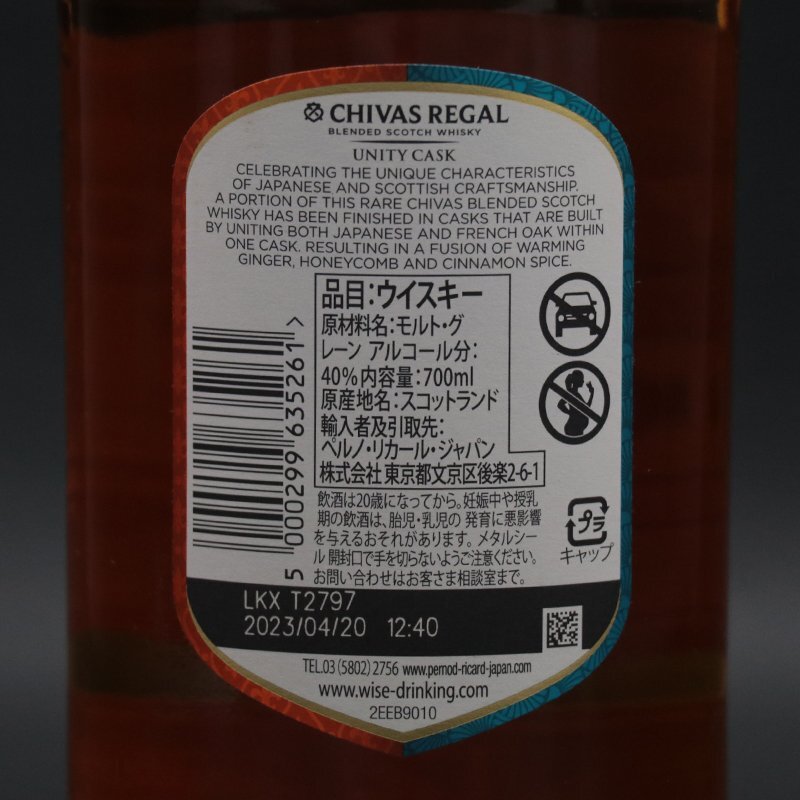 CHIVAS REGAL
BLENDED SCOTCH WHISKY
UNITY CASK
CELEBRATING THE UNIQUE CHARACTERISTICS
OF JAPANESE AND SCOTTISH CRAFTSMANSHIP.
A PORTION OF THIS RARE CHIVAS BLENDED SCOTCH
WHISKY HAS BEEN FINISHED IN CASKS THAT ARE BUILT
BY UNITING BOTH JAPANESE AND FRENCH OAK WITHIN
ONE CASK. RESULTING IN A FUSION OF WARMING
GINGER, HONEYCOMB AND CINNAMON SPICE.
品目:ウイスキー
原材料名:モルト・グ
レーン アルコール分:
40%内容量:700ml
原産地名:スコットランド
輸入者及引取先:
ペルノ・リカール・ジャパン
株式会社 東京都文京区後楽2-6-1
飲酒は20歳になってから。妊娠中や授乳
期の飲酒は、胎児・乳児の 発育に悪影響
を与えるおそれがあります。メタルシー
ル 開封口で手を切らないようご注意ください。
お問い合わせはお客さま相談室まで。
5 000299 635261 >
プラ
キャップ
LKX T2797
2023/04/20 12:40
TEL.03 (5802) 2756 www.pernod-ricard-japan.com
www.wise-drinking.com
2EEB9010